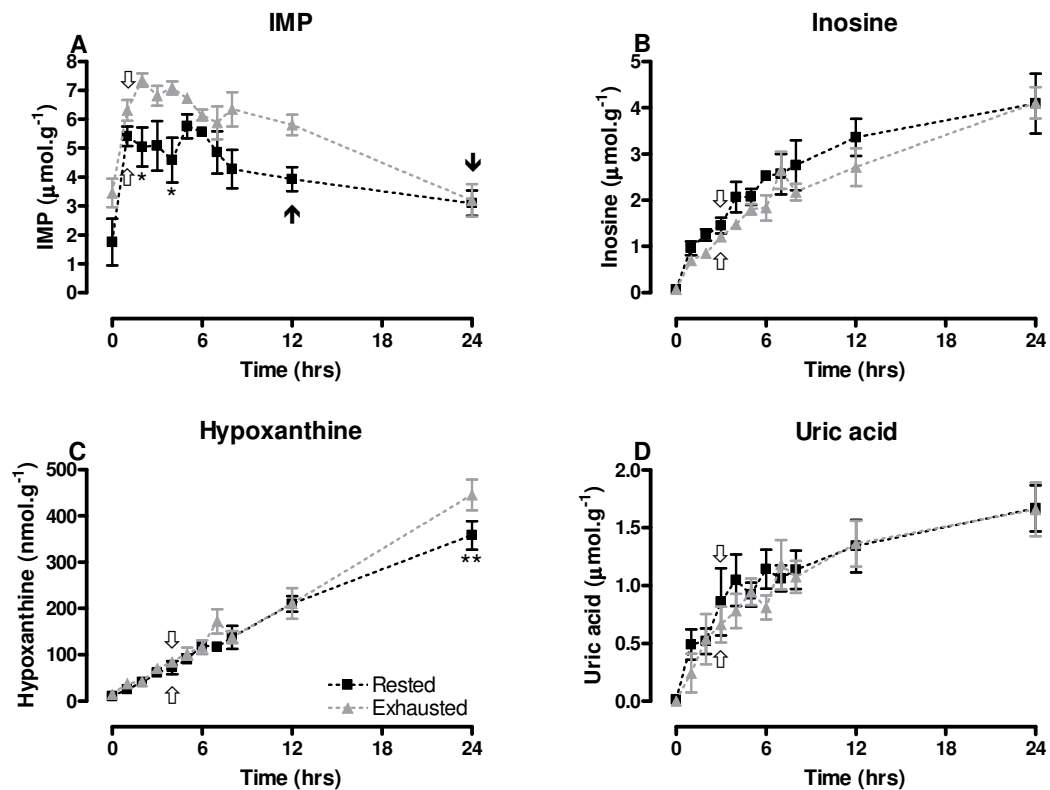 IMP
A
8
7
6
5
4
3
2
1
0
IMP (μmol.g⁻¹)
*
*
0 6 12 18 24
Time (hrs)
Inosine
B
5
4
3
2
1
0
Inosine (μmol.g⁻¹)
0 6 12 18 24
Time (hrs)
Hypoxanthine
C
500
400
300
200
100
0
Hypoxanthine (nmol.g⁻¹)
**
Rested
Exhausted
0 6 12 18 24
Time (hrs)
Uric acid
D
2.0
1.5
1.0
0.5
0.0
Uric acid (μmol.g⁻¹)
0 6 12 18 24
Time (hrs)